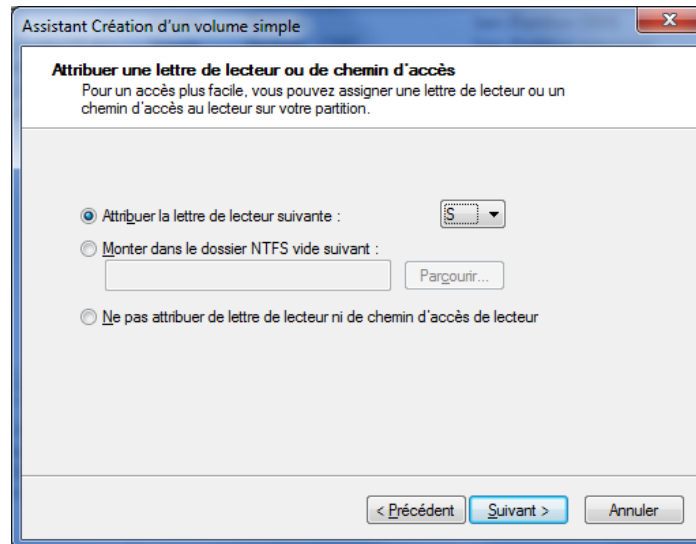 Assistant Création d'un volume simple
Attribuer une lettre de lecteur ou de chemin d'accès
Pour un accès plus facile, vous pouvez assigner une lettre de lecteur ou un
chemin d'accès au lecteur sur votre partition.
Attribuer la lettre de lecteur suivante :
S
Monter dans le dossier NTFS vide suivant :
Parcourir...
Ne pas attribuer de lettre de lecteur ni de chemin d'accès de lecteur
< Précédent
Suivant >
Annuler